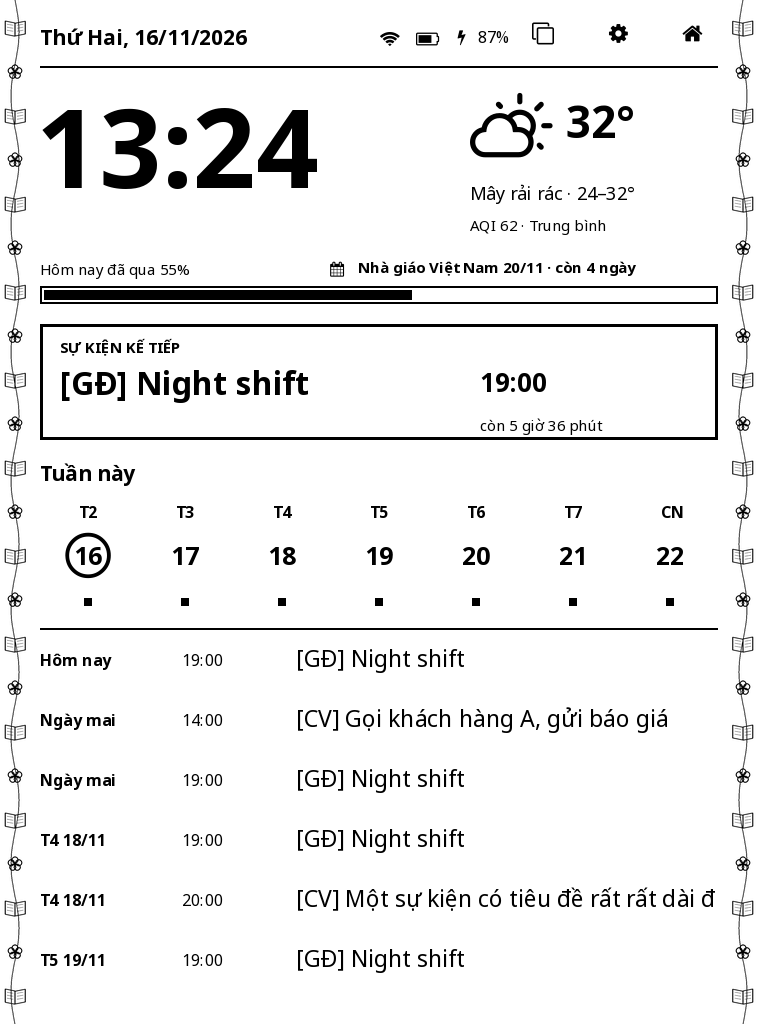 Thứ Hai, 16/11/2026 87%
13:24 32°
Mây rải rác · 24–32°
AQI 62 · Trung bình
Hôm nay đã qua 55% Nhà giáo Việt Nam 20/11 · còn 4 ngày
SỰ KIỆN KẾ TIẾP
[GĐ] Night shift 19:00
còn 5 giờ 36 phút
Tuần này
T2 T3 T4 T5 T6 T7 CN
16 17 18 19 20 21 22
Hôm nay 19:00 [GĐ] Night shift
Ngày mai 14:00 [CV] Gọi khách hàng A, gửi báo giá
Ngày mai 19:00 [GĐ] Night shift
T4 18/11 19:00 [GĐ] Night shift
T4 18/11 20:00 [CV] Một sự kiện có tiêu đề rất rất dài đ
T5 19/11 19:00 [GĐ] Night shift